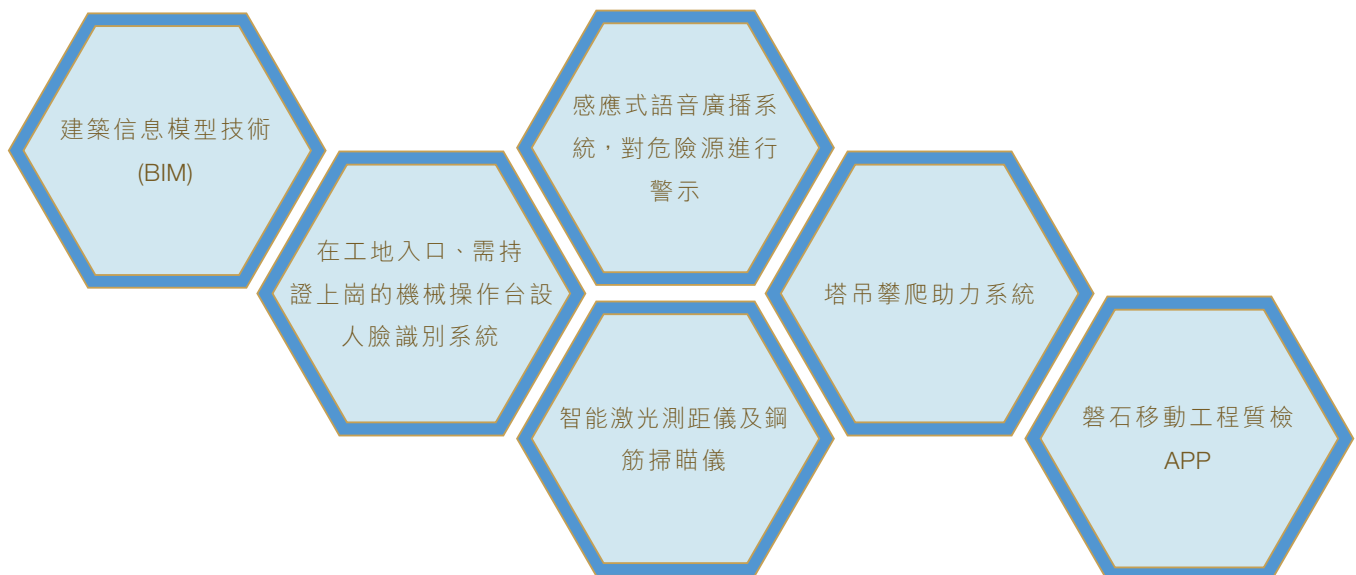 建築信息模型技術
(BIM)
在工地入口、需持
證上崗的機械操作台設
人臉識別系統
感應式語音廣播系
統，對危險源進行
警示
智能激光測距儀及鋼
筋掃瞄儀
塔吊攀爬助力系統
磐石移動工程質檢
APP